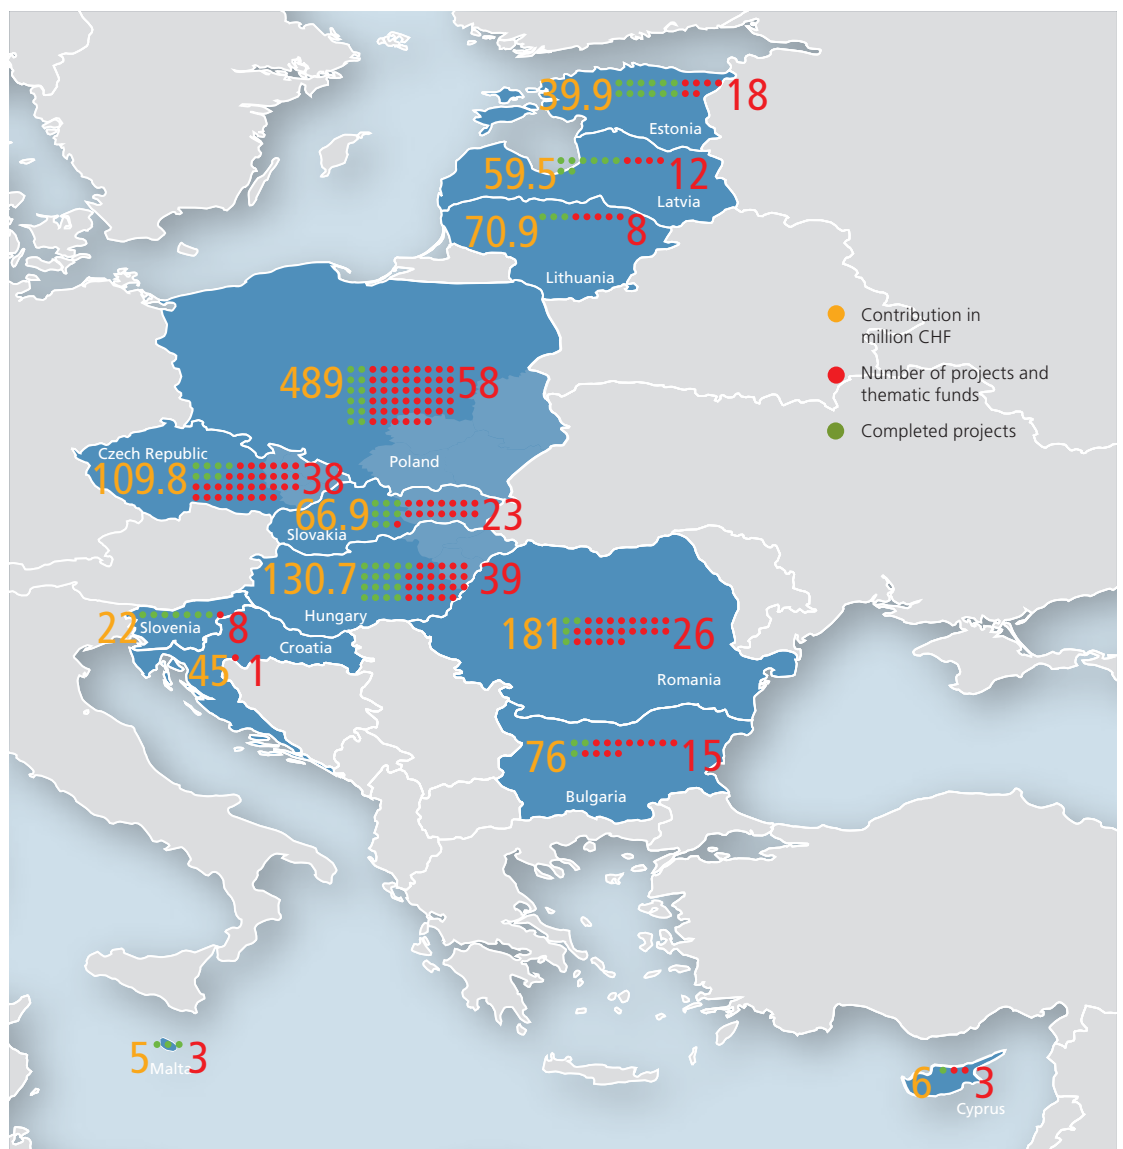 39.9
18
Estonia
59.5
12
Latvia
70.9
8
Lithuania
Contribution in
million CHF
Number of projects and
thematic funds
Completed projects
489
58
Poland
Czech Republic
109.8
38
66.9
23
Slovakia
130.7
39
Hungary
22
8
Slovenia
Croatia
45
1
181
26
Romania
76
15
Bulgaria
5
3
Malta
6
3
Cyprus